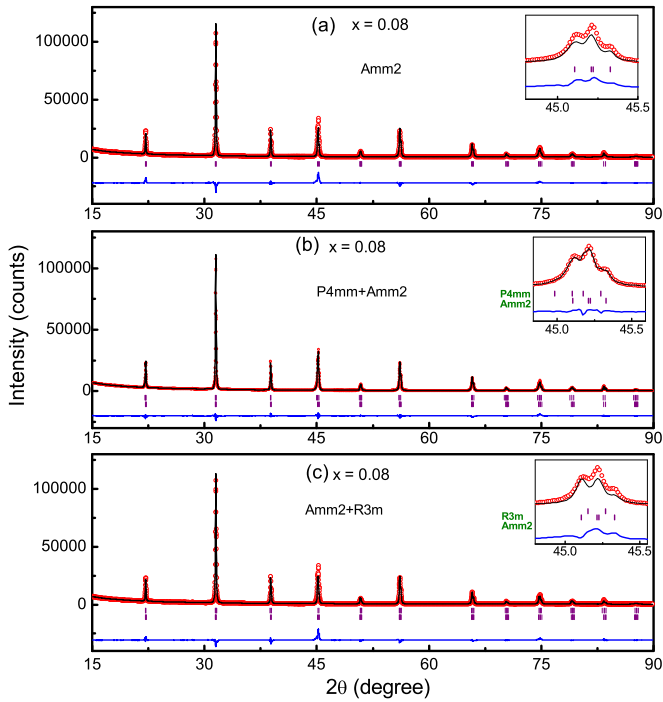 (a)
x = 0.08
Amm2
100000
50000
0
45.0
45.5
15
30
45
60
75
90
(b)
x = 0.08
P4mm+Amm2
P4mm
Amm2
100000
50000
0
45.0
45.5
15
30
45
60
75
90
Intensity (counts)
(c)
x = 0.08
Amm2+R3m
R3m
Amm2
100000
50000
0
45.0
45.5
15
30
45
60
75
90
2θ (degree)